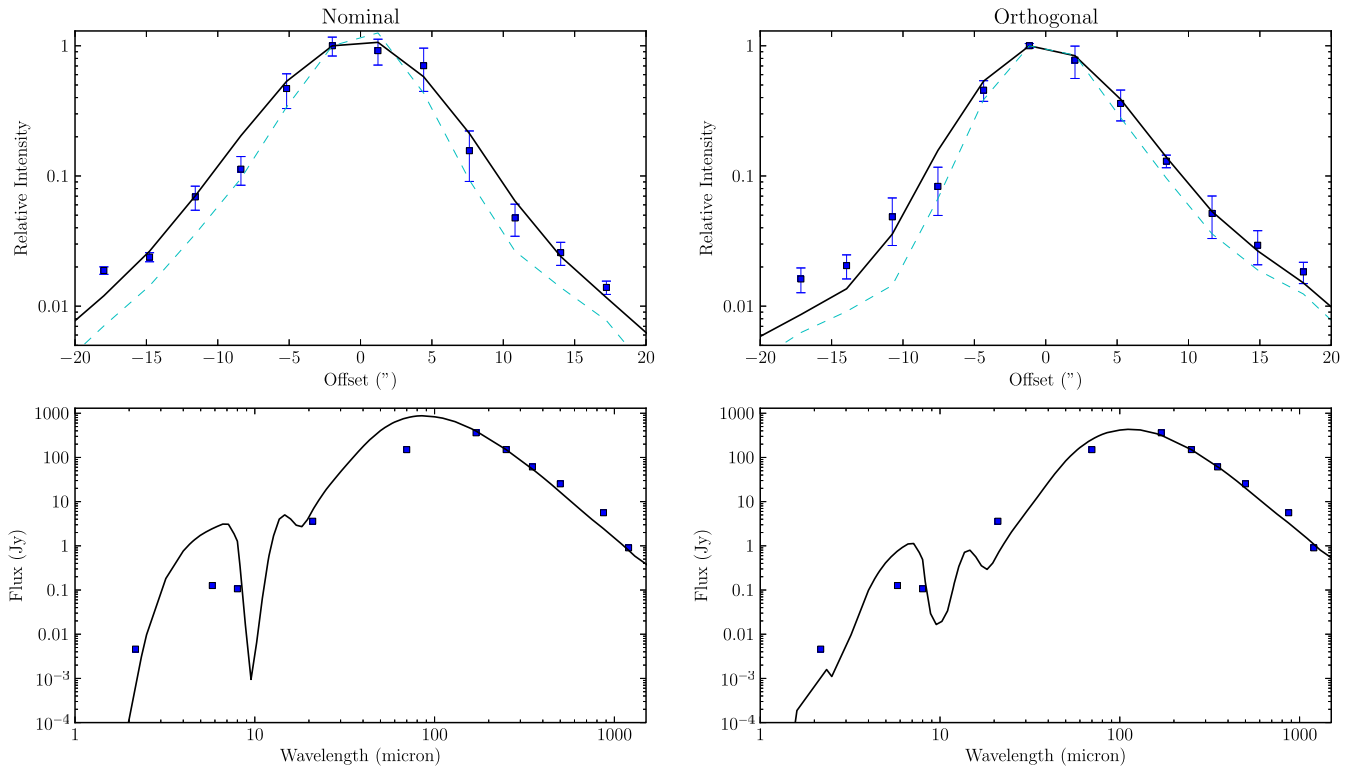 Nominal
Relative Intensity
1
0.1
0.01
−20 −15 −10 −5 0 5 10 15 20
Offset (")
Orthogonal
Relative Intensity
1
0.1
0.01
−20 −15 −10 −5 0 5 10 15 20
Offset (")
Flux (Jy)
1000
100
10
1
0.1
0.01
10⁻³
10⁻⁴
1 10 100 1000
Wavelength (micron)
Flux (Jy)
1000
100
10
1
0.1
0.01
10⁻³
10⁻⁴
1 10 100 1000
Wavelength (micron)